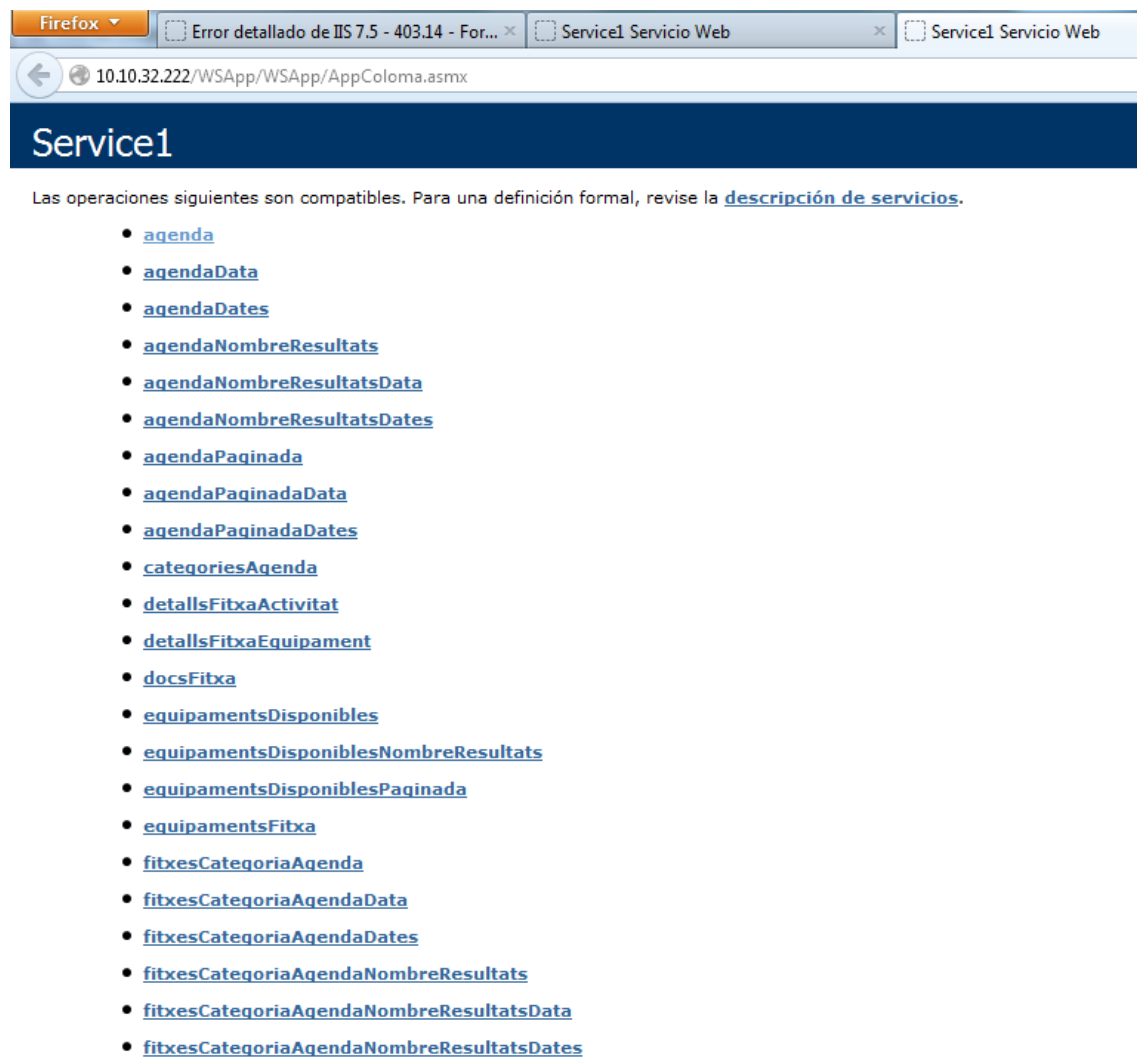 Firefox
Error detallado de IIS 7.5 - 403.14 - For...
Service1 Servicio Web
Service1 Servicio Web
10.10.32.222/WSApp/WSApp/AppColoma.asmx
Service1
Las operaciones siguientes son compatibles. Para una definición formal, revise la descripción de servicios.
agenda
agendaData
agendaDates
agendaNombreResultats
agendaNombreResultatsData
agendaNombreResultatsDates
agendaPaginada
agendaPaginadaData
agendaPaginadaDates
categoriesAgenda
detallsFitxaActivitat
detallsFitxaEquipament
docsFitxa
equipamentsDisponibles
equipamentsDisponiblesNombreResultats
equipamentsDisponiblesPaginada
equipamentsFitxa
fitxesCategoriaAgenda
fitxesCategoriaAgendaData
fitxesCategoriaAgendaDates
fitxesCategoriaAgendaNombreResultats
fitxesCategoriaAgendaNombreResultatsData
fitxesCategoriaAgendaNombreResultatsDates